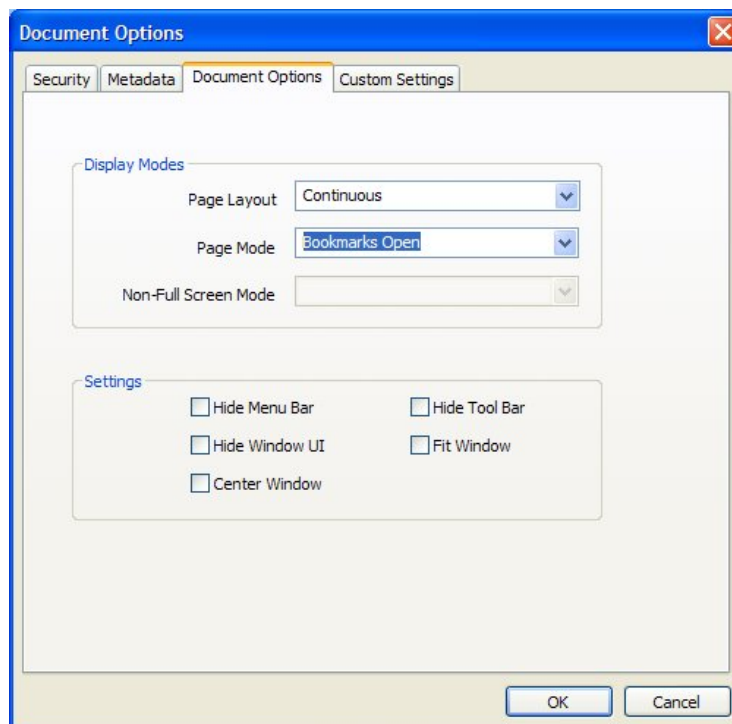 Document Options
Security Metadata Document Options Custom Settings
Display Modes
Page Layout Continuous
Page Mode Bookmarks Open
Non-Full Screen Mode
Settings
Hide Menu Bar Hide Tool Bar
Hide Window UI Fit Window
Center Window
OK Cancel